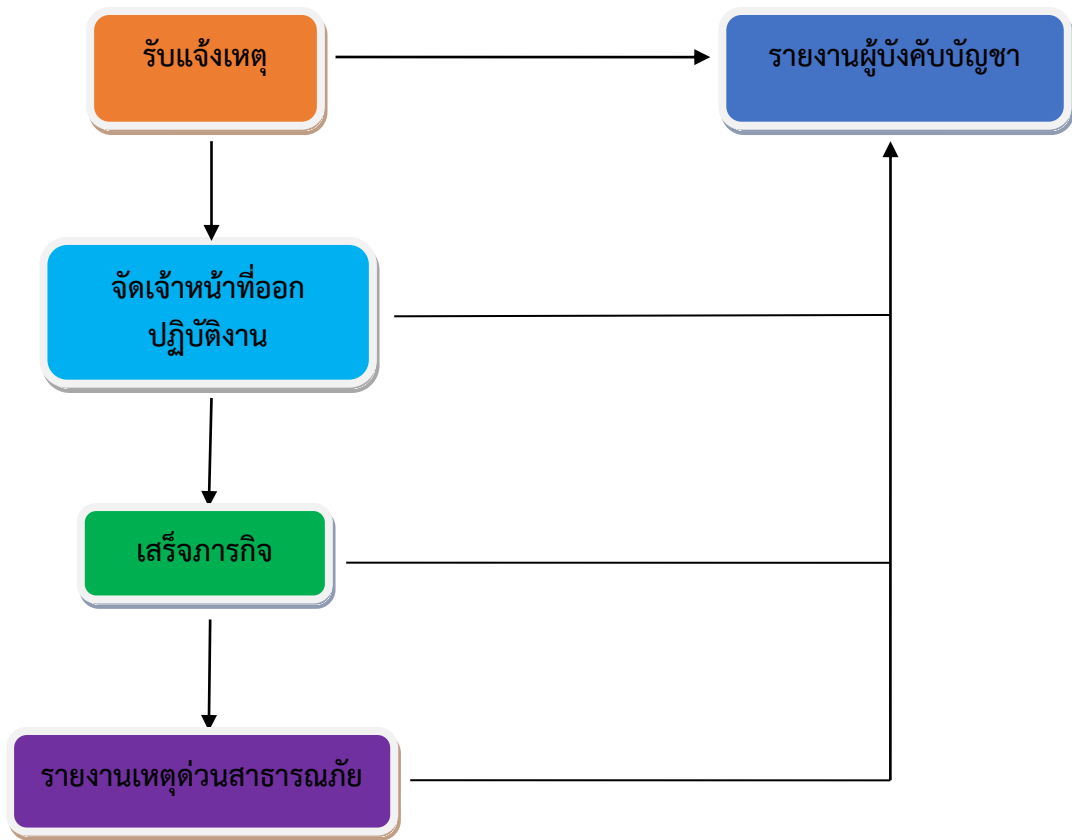 รับแจ้งเหตุ
รายงานผู้บังคับบัญชา
จัดเจ้าหน้าที่ออก
ปฏิบัติงาน
เสร็จภารกิจ
รายงานเหตุด่วนสาธารณภัย